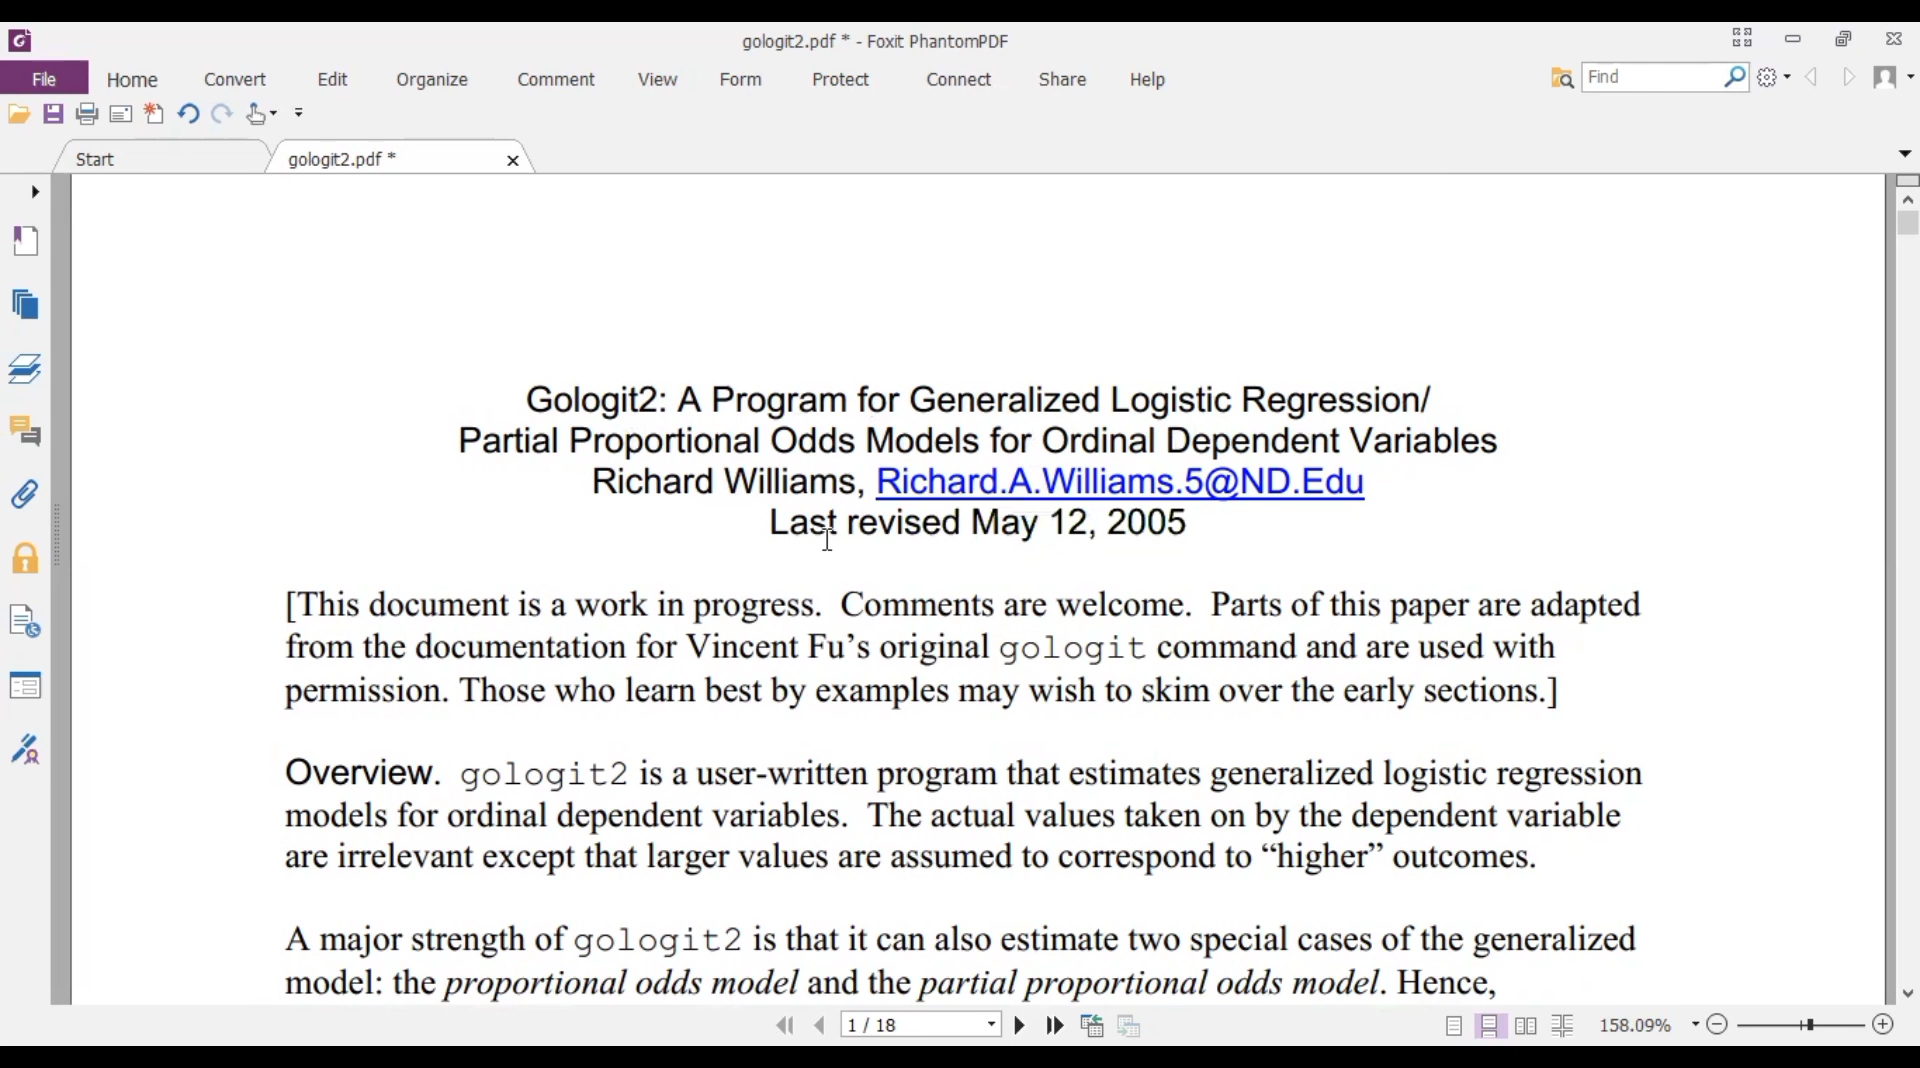 gologit2.pdf * - Foxit PhantomPDF
File Home Convert Edit Organize Comment View Form Protect Connect Share Help Find
Start gologit2.pdf *
Gologit2: A Program for Generalized Logistic Regression/
Partial Proportional Odds Models for Ordinal Dependent Variables
Richard Williams, Richard.A.Williams.5@ND.Edu
Last revised May 12, 2005
[This document is a work in progress.  Comments are welcome.  Parts of this paper are adapted
from the documentation for Vincent Fu’s original gologit command and are used with
permission. Those who learn best by examples may wish to skim over the early sections.]
Overview.  gologit2 is a user-written program that estimates generalized logistic regression
models for ordinal dependent variables.  The actual values taken on by the dependent variable
are irrelevant except that larger values are assumed to correspond to “higher” outcomes.
A major strength of gologit2 is that it can also estimate two special cases of the generalized
model: the proportional odds model and the partial proportional odds model. Hence,
1 / 18 158.09%